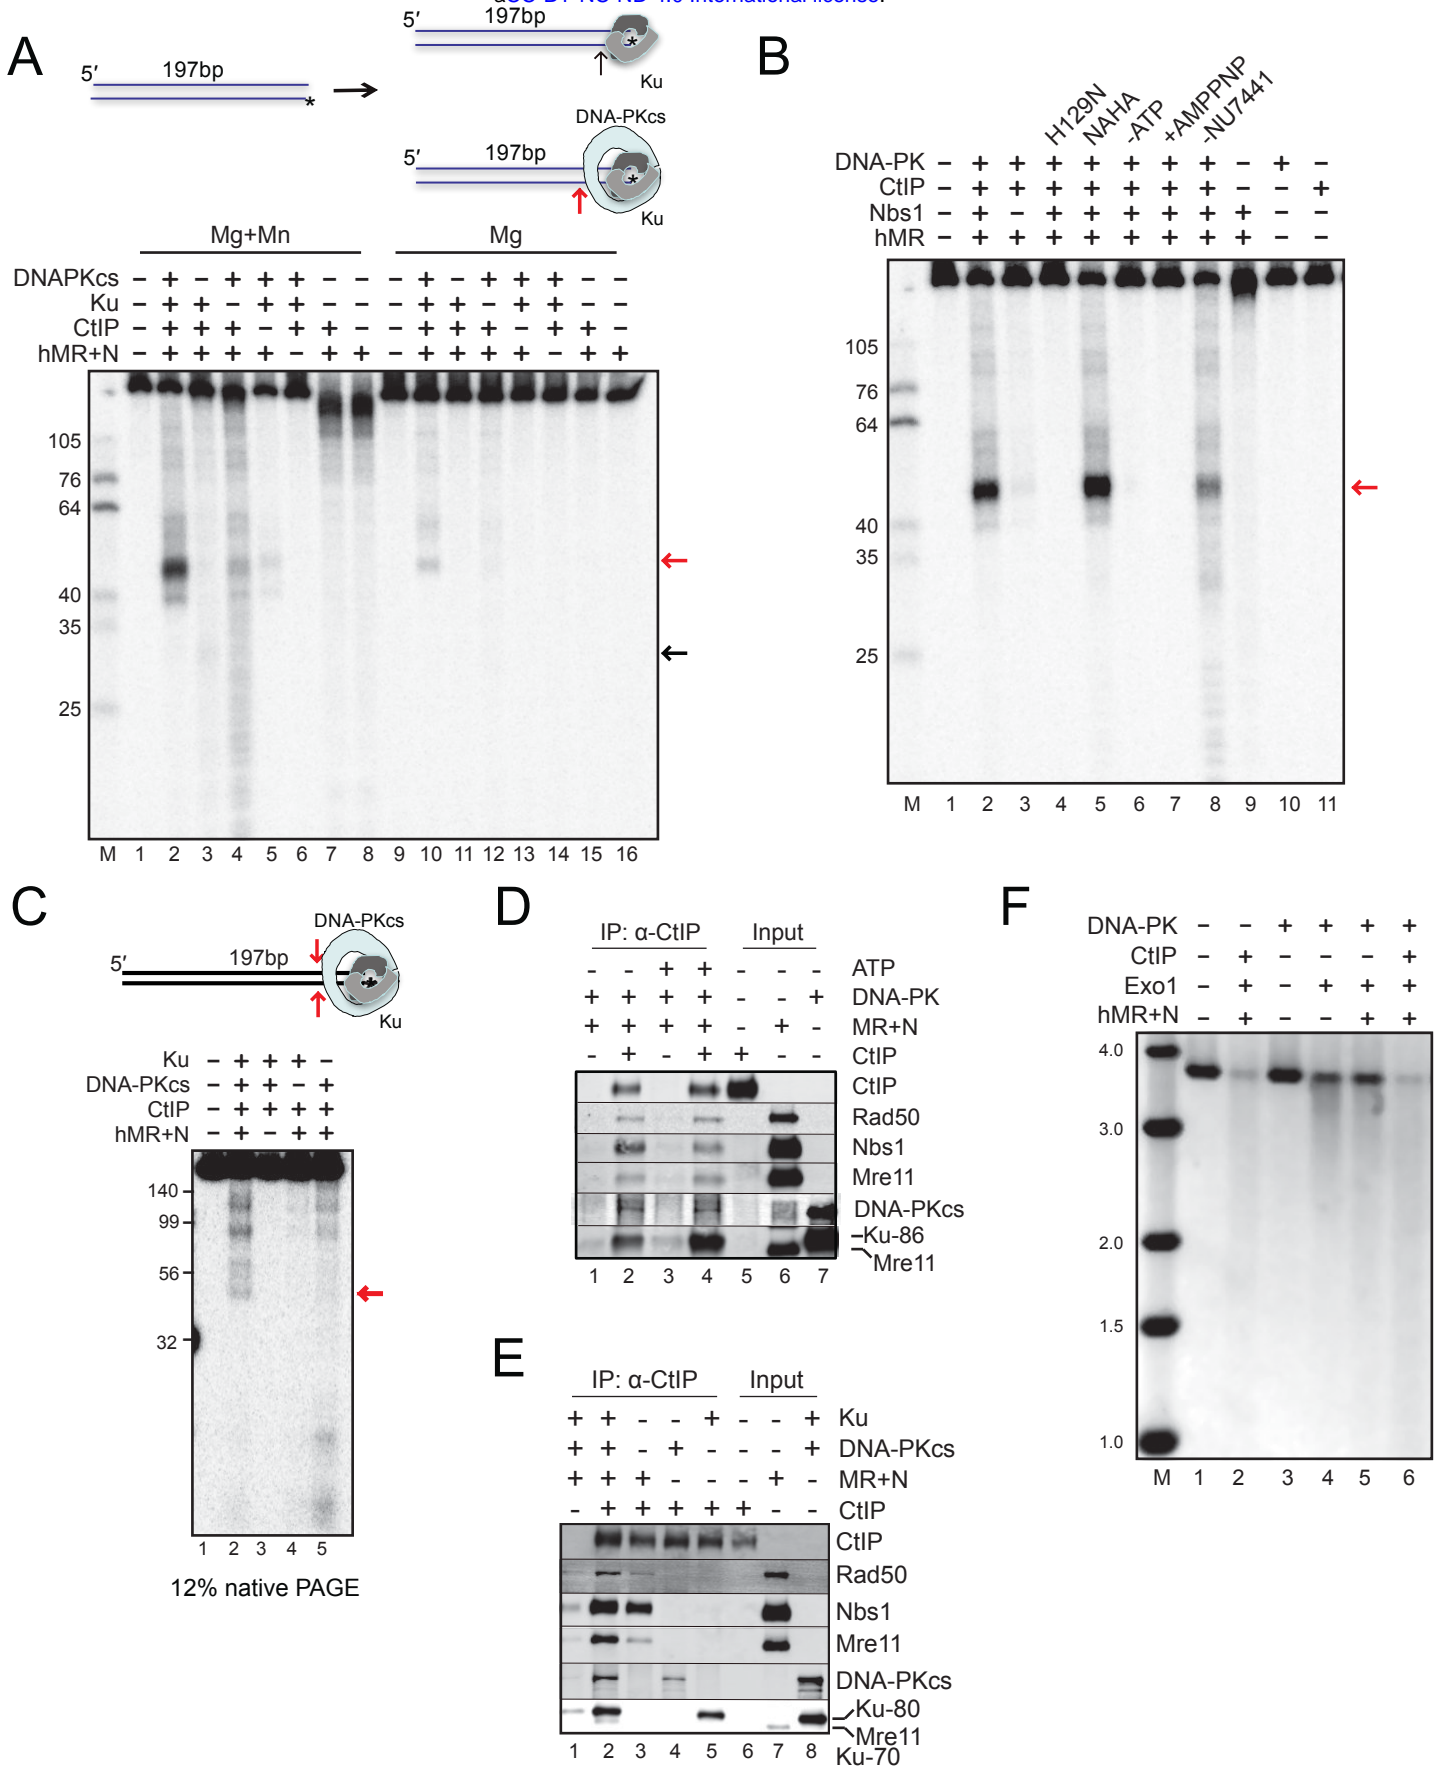 aCC-BY-NC-ND 4.0 International license.
A
5′ 197bp
5′ 197bp
Ku
DNA-PKcs
5′ 197bp
Ku
Mg+Mn Mg
DNAPKcs - + - + + + - - - + - + + + - -
Ku - + + - + + - - - + + - + + - -
CtIP - + + + - + + - - + + + - + + -
hMR+N - + + + + - + + - + + + + - + +
105
76
64
40
35
25
M 1 2 3 4 5 6 7 8 9 10 11 12 13 14 15 16
B
H129N NAHA -ATP +AMPPNP -NU7441
DNA-PK - + + + + + + + - + -
CtIP - + + + + + + + - - +
Nbs1 - + - + + + + + + - -
hMR - + + + + + + + + - -
105
76
64
40
35
25
M 1 2 3 4 5 6 7 8 9 10 11
C
DNA-PKcs
5′ 197bp
Ku
Ku - + + + -
DNA-PKcs - + + - +
CtIP - + + + +
hMR+N - + - + +
140
99
56
32
1 2 3 4 5
12% native PAGE
D
IP: α-CtIP Input
- - + + - - - ATP
+ + + + - - + DNA-PK
+ + + + - + - MR+N
- + - + + - - CtIP
CtIP
Rad50
Nbs1
Mre11
DNA-PKcs
Ku-86
Mre11
1 2 3 4 5 6 7
E
IP: α-CtIP Input
+ + - - + - - + Ku
+ + - + - - - + DNA-PKcs
+ + + - - - + - MR+N
- + + + + + - - CtIP
CtIP
Rad50
Nbs1
Mre11
DNA-PKcs
Ku-80
Mre11
1 2 3 4 5 6 7 8 Ku-70
F
DNA-PK - - + + + +
CtIP - + - - - +
Exo1 - + - + + +
hMR+N - + - - + +
4.0
3.0
2.0
1.5
1.0
M 1 2 3 4 5 6